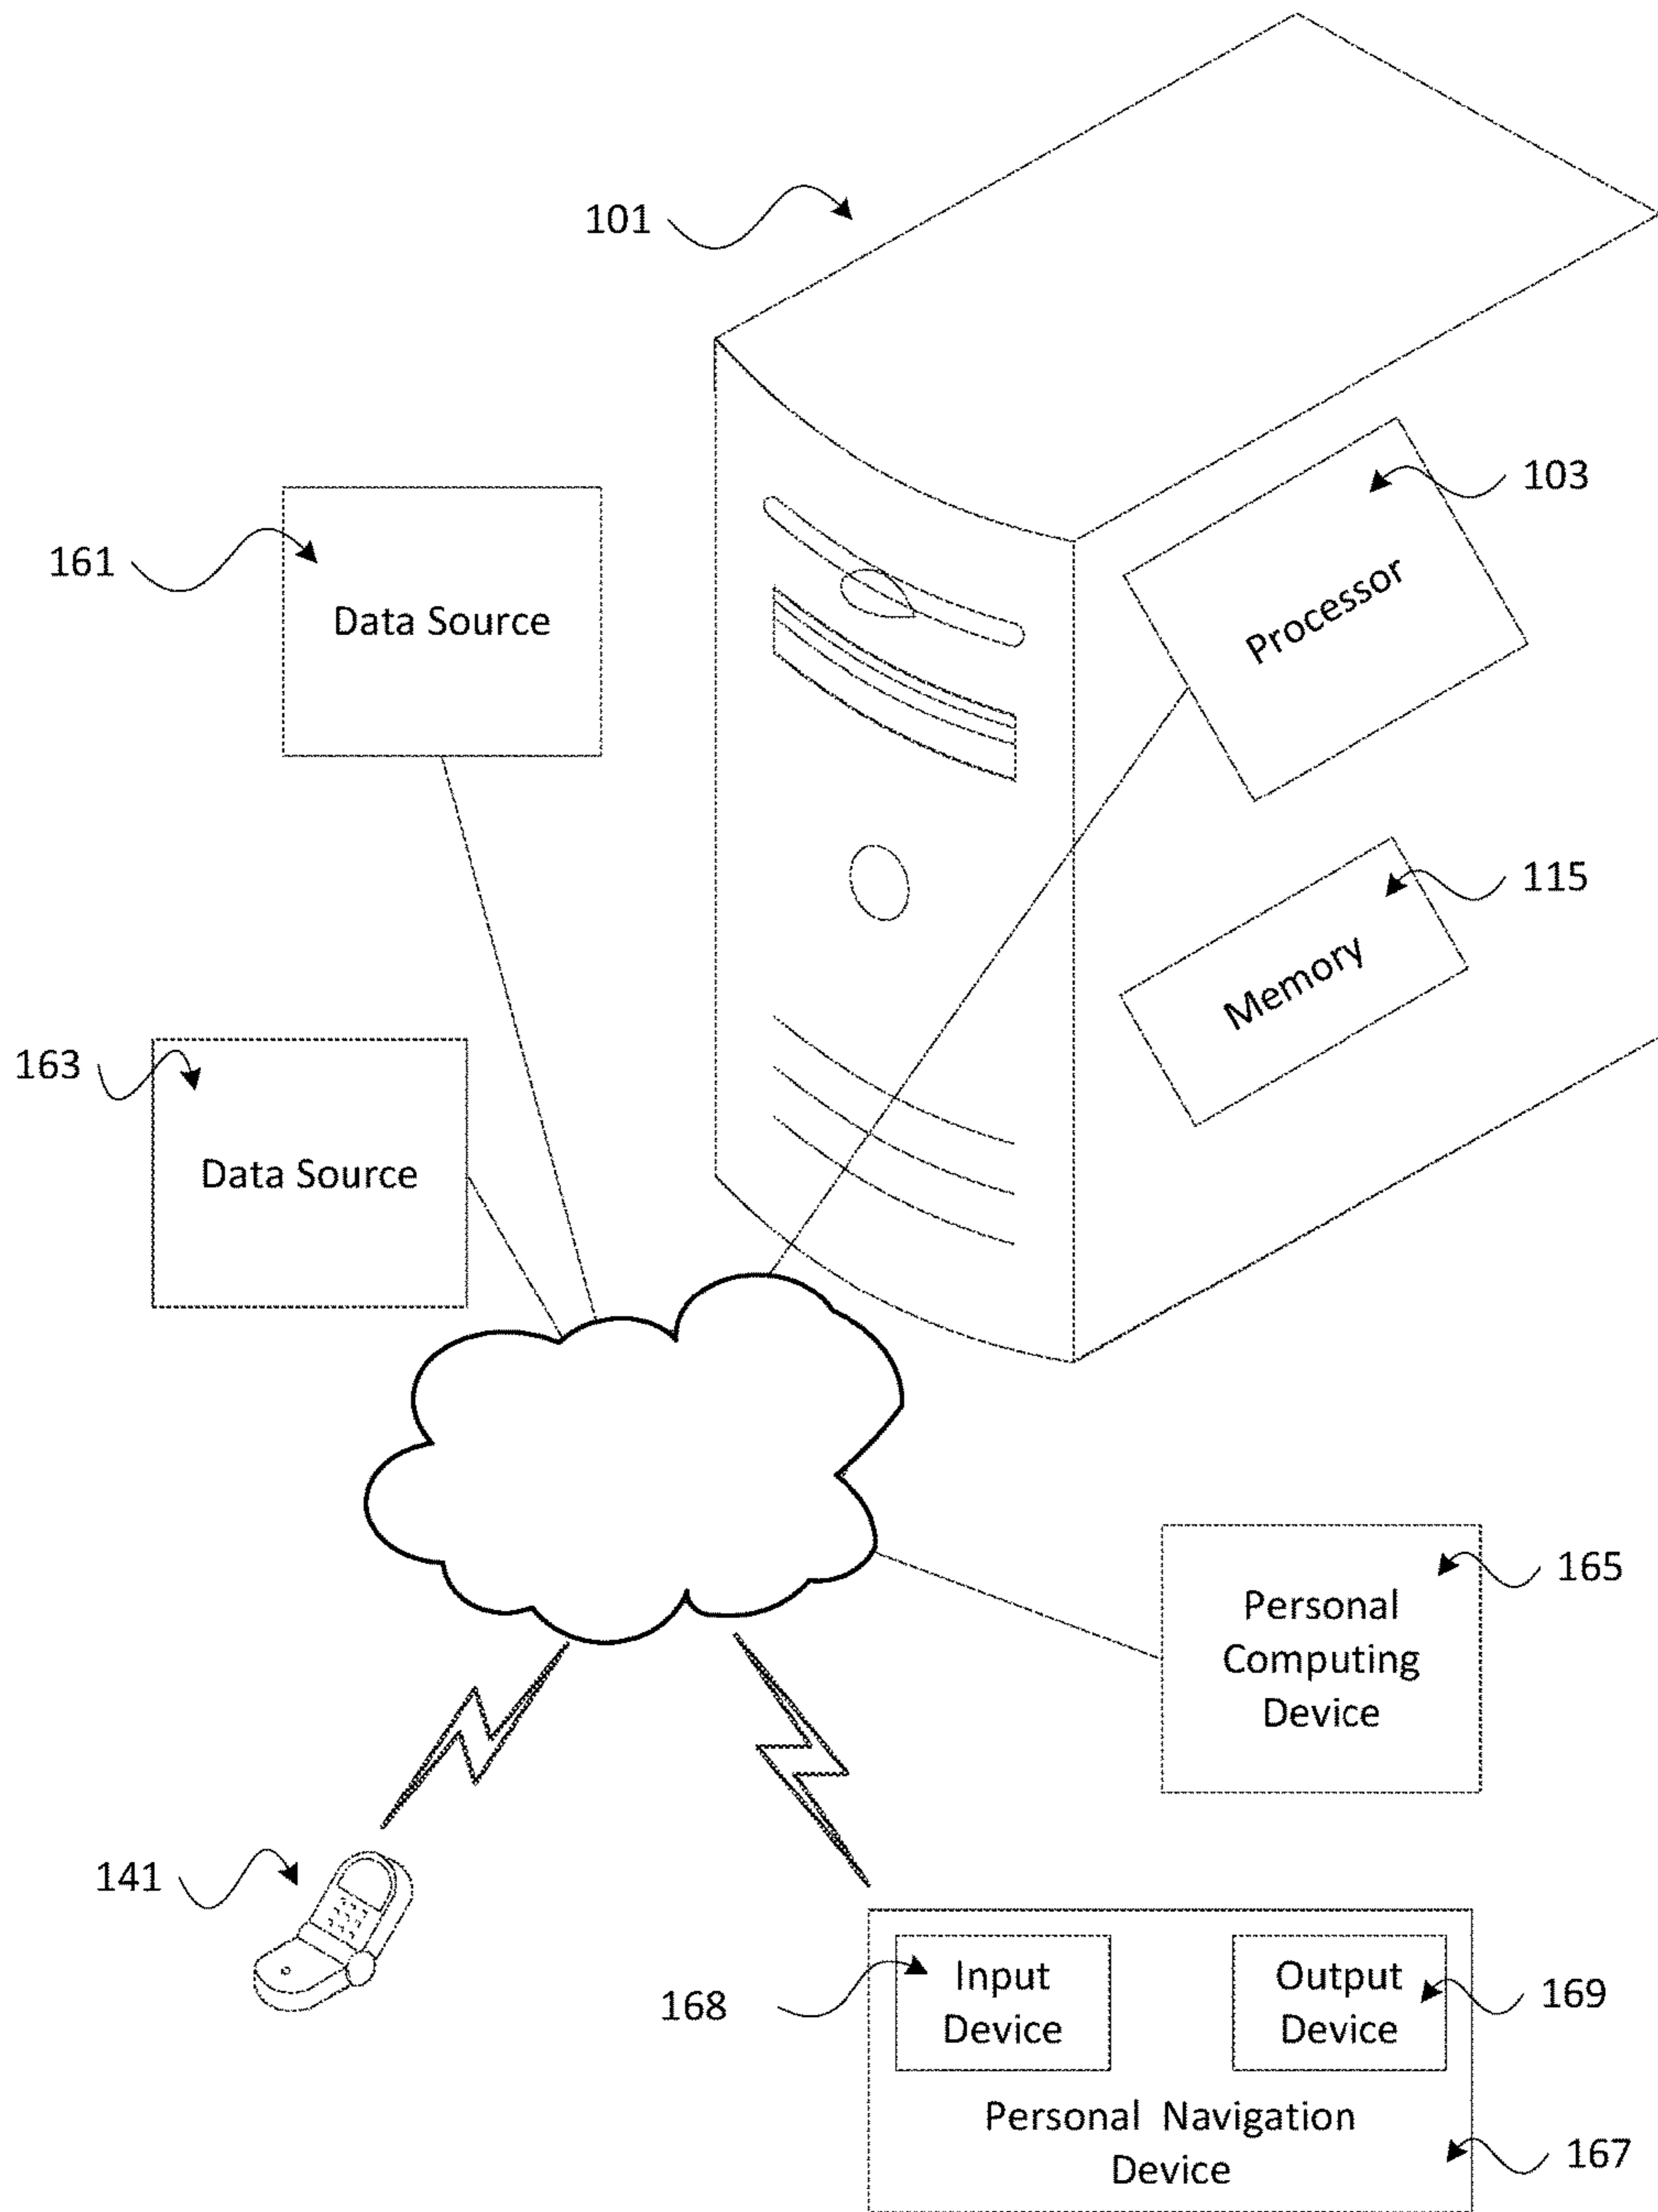 101
103
Processor
161
Data Source
115
Memory
163
Data Source
165
Personal
Computing
Device
141
168
Input
Device
Output
Device
169
Personal Navigation
Device
167